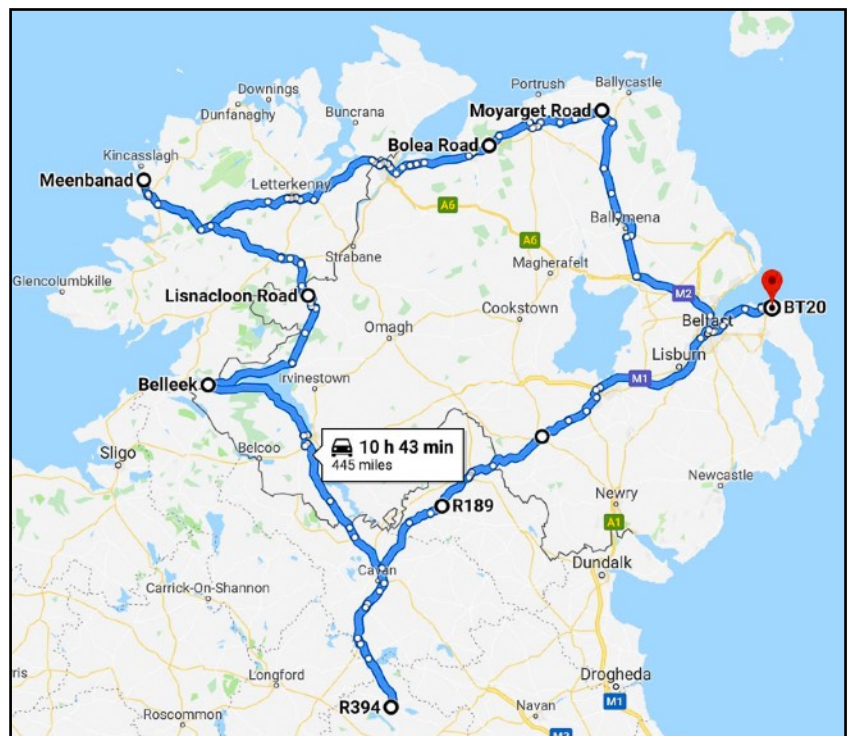 Portrush
Ballycastle
Downings
Dunfanaghy
Buncrana
Moyarget Road
Bolea Road
Kincasslagh
Meenbanad
Letterkenny
A6
Ballymena
A6
Strabane
Magherafelt
Glencolumbkille
Lisnacloon Road
M2
BT20
Cookstown
Belfast
Omagh
Lisburn
Belleek
Irvinestown
M1
10 h 43 min
445 miles
Sligo
Belcoo
Newcastle
Newry
R189
A1
Dundalk
Cavan
Carrick-On-Shannon
Longford
Drogheda
R394
M1
Navan
Roscommon